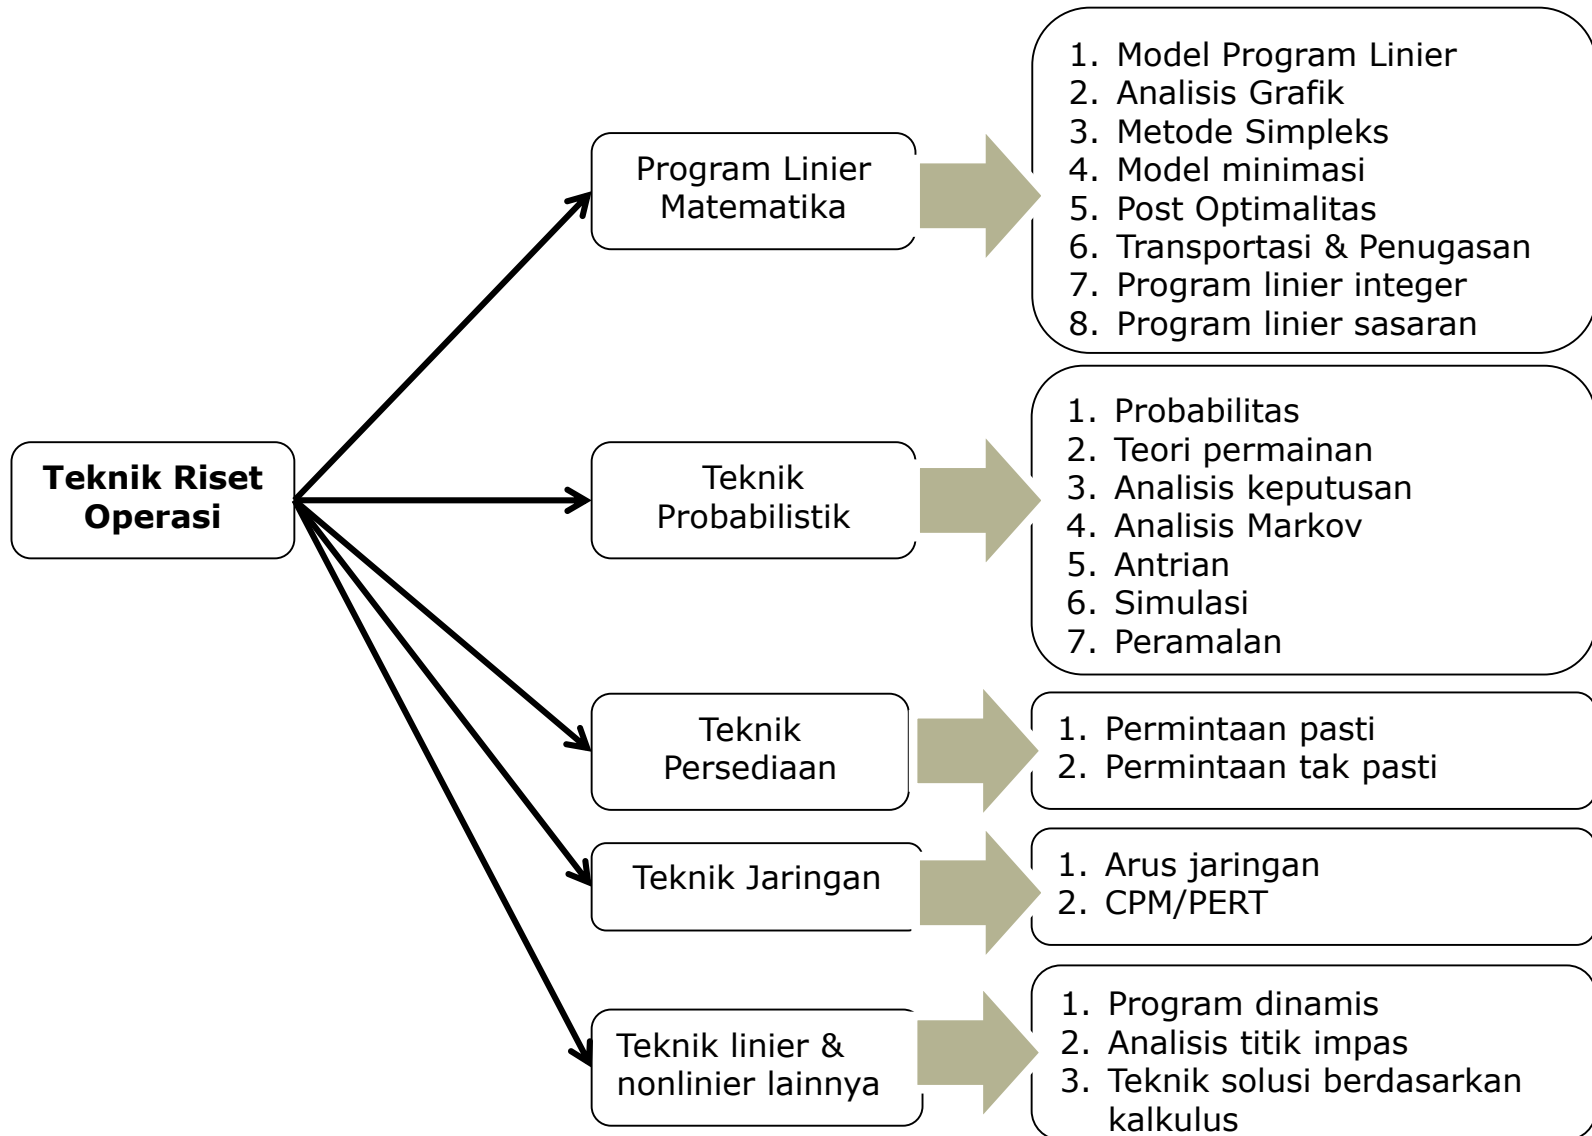 Teknik Riset
Operasi
Program Linier
Matematika
1. Model Program Linier
2. Analisis Grafik
3. Metode Simpleks
4. Model minimasi
5. Post Optimalitas
6. Transportasi & Penugasan
7. Program linier integer
8. Program linier sasaran
Teknik
Probabilistik
1. Probabilitas
2. Teori permainan
3. Analisis keputusan
4. Analisis Markov
5. Antrian
6. Simulasi
7. Peramalan
Teknik
Persediaan
1. Permintaan pasti
2. Permintaan tak pasti
Teknik Jaringan
1. Arus jaringan
2. CPM/PERT
Teknik linier &
nonlinier lainnya
1. Program dinamis
2. Analisis titik impas
3. Teknik solusi berdasarkan
kalkulus